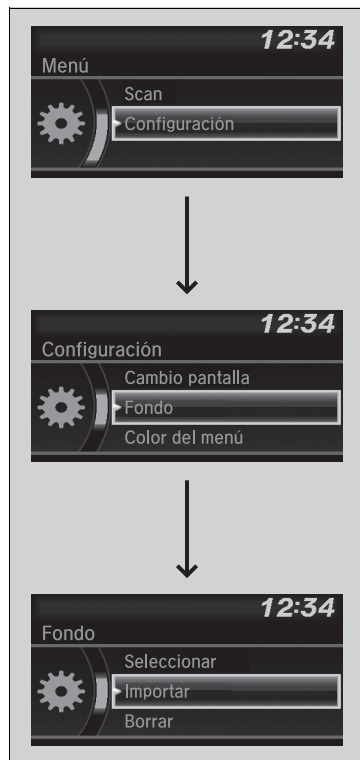 12:34
Menú
Scan
Configuración
12:34
Configuración
Cambio pantalla
Fondo
Color del menú
12:34
Fondo
Seleccionar
Importar
Borrar